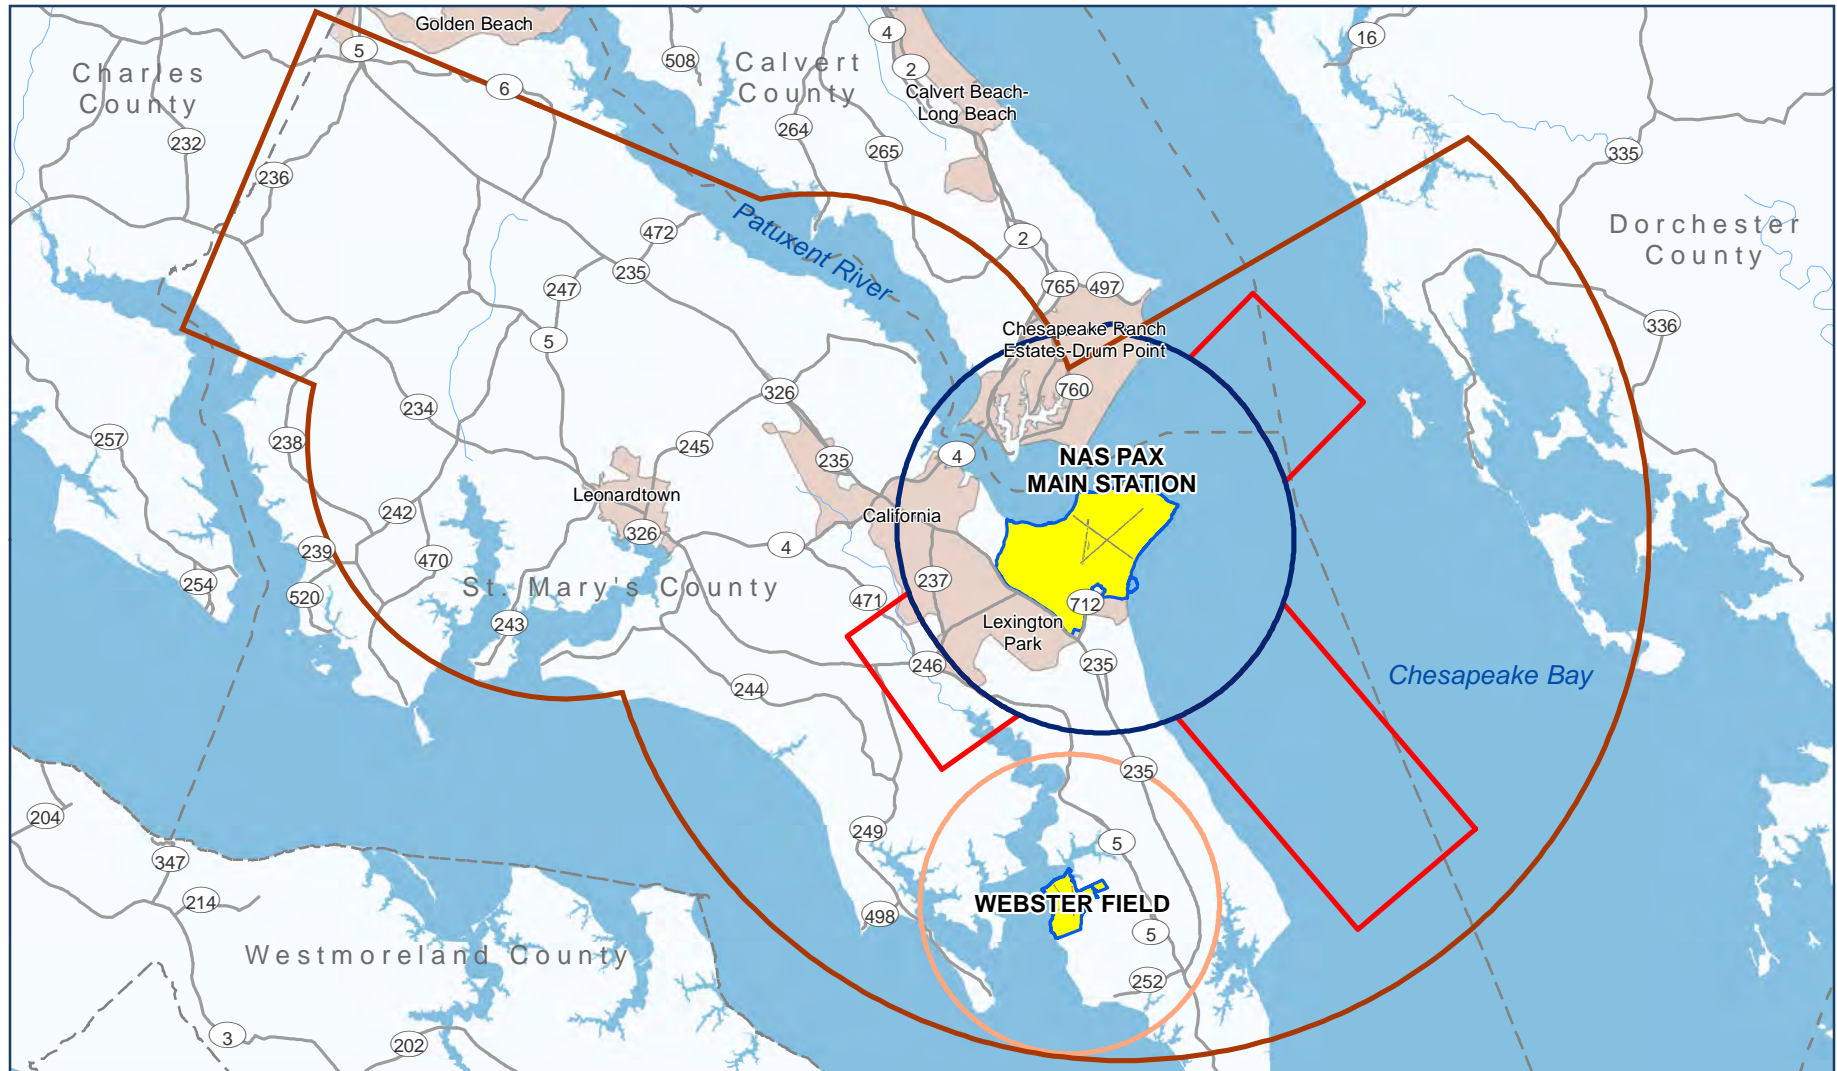 Golden Beach
5
6
508
4
2
16
Charles
County
Calvert
County
Calvert Beach-
Long Beach
232
236
264
265
335
Dorchester
County
472
Patuxent River
2
235
247
765
497
336
5
Chesapeake Ranch
Estates-Drum Point
760
326
234
257
238
245
235
4
NAS PAX
MAIN STATION
Leonardtown
California
242
326
239
4
470
254
520
St. Mary's County
471
237
712
243
Lexington
Park
246
235
244
Chesapeake Bay
235
204
249
5
347
214
WEBSTER FIELD
498
5
Westmoreland County
252
3
202